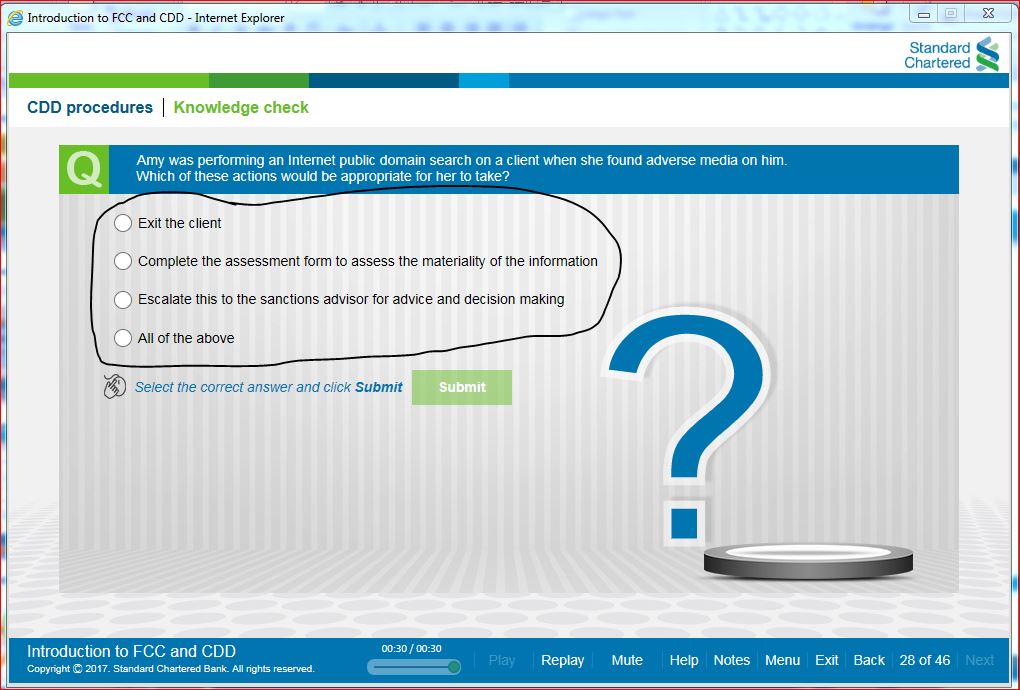 Introduction to FCC and CDD - Internet Explorer
Standard
Chartered
CDD procedures | Knowledge check
Q
Amy was performing an Internet public domain search on a client when she found adverse media on him.
Which of these actions would be appropriate for her to take?
Exit the client
Complete the assessment form to assess the materiality of the information
Escalate this to the sanctions advisor for advice and decision making
All of the above
Select the correct answer and click Submit
Submit
?
Introduction to FCC and CDD
Copyright © 2017. Standard Chartered Bank. All rights reserved.
00:30 / 00:30
Play Replay Mute Help Notes Menu Exit Back 28 of 46 Next